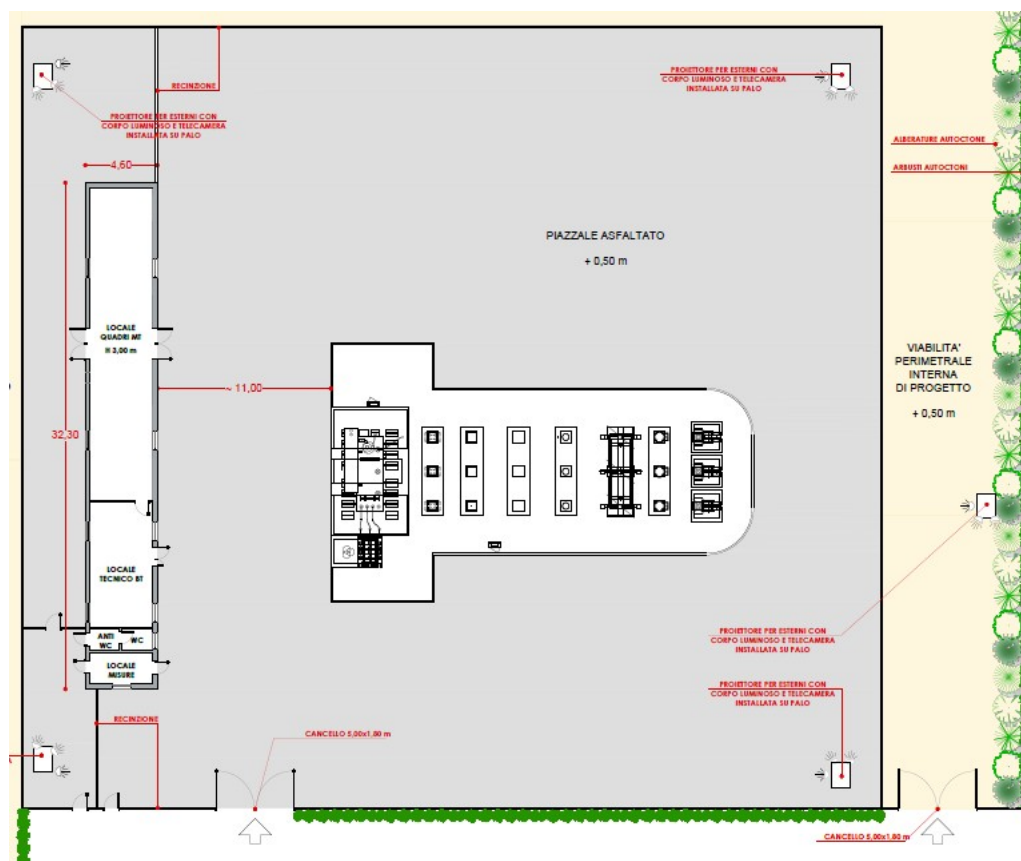 RECINZIONE
PROIETTORE PER ESTERNI CON
CORPO LUMINOSO E TELECAMERA
INSTALLATA SU PALO
PROIETTORE PER ESTERNI CON
CORPO LUMINOSO E TELECAMERA
INSTALLATA SU PALO
ALBERATURE AUTOCTONE
ARBUSTI AUTOCTONI
4,60
PIAZZALE ASFALTATO
+ 0,50 m
LOCALE
QUADRI MT
H 3,00 m
VIABILITA'
PERIMETRALE
INTERNA
DI PROGETTO
+ 0,50 m
~ 11,00
32,30
LOCALE
TECNICO BT
ANTI
WC
WC
LOCALE
MISURE
PROIETTORE PER ESTERNI CON
CORPO LUMINOSO E TELECAMERA
INSTALLATA SU PALO
PROIETTORE PER ESTERNI CON
CORPO LUMINOSO E TELECAMERA
INSTALLATA SU PALO
RECINZIONE
CANCELLO 5,00x1,80 m
CANCELLO 5,00x1,80 m